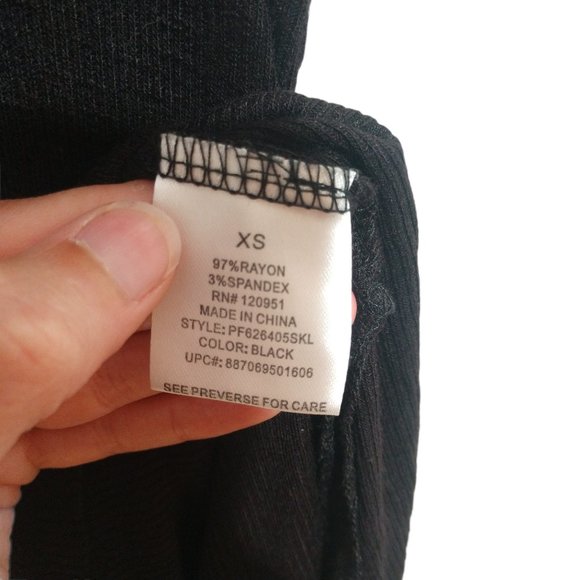 XS
97%RAYON
3%SPANDEX
RN# 120951
MADE IN CHINA
STYLE: PF626405SKL
COLOR: BLACK
UPC#: 887069501606
SEE PREVERSE FOR CARE